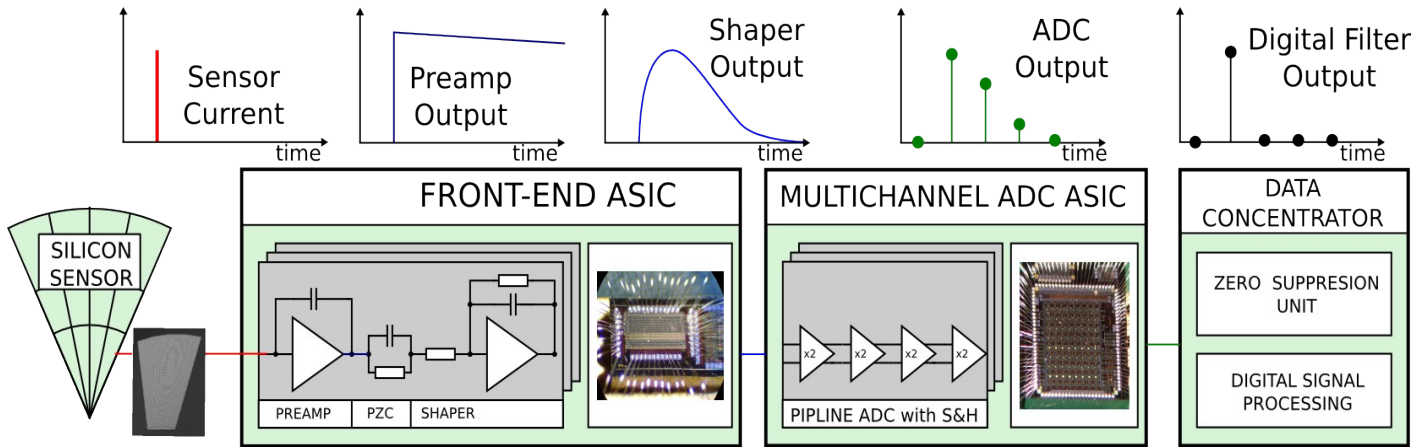 Sensor
Current
time
Preamp
Output
time
Shaper
Output
time
ADC
Output
time
Digital Filter
Output
time
SILICON
SENSOR
FRONT-END ASIC
PREAMP
PZC
SHAPER
MULTICHANNEL ADC ASIC
x2
x2
x2
x2
PIPLINE ADC with S&H
DATA
CONCENTRATOR
ZERO SUPPRESION
UNIT
DIGITAL SIGNAL
PROCESSING